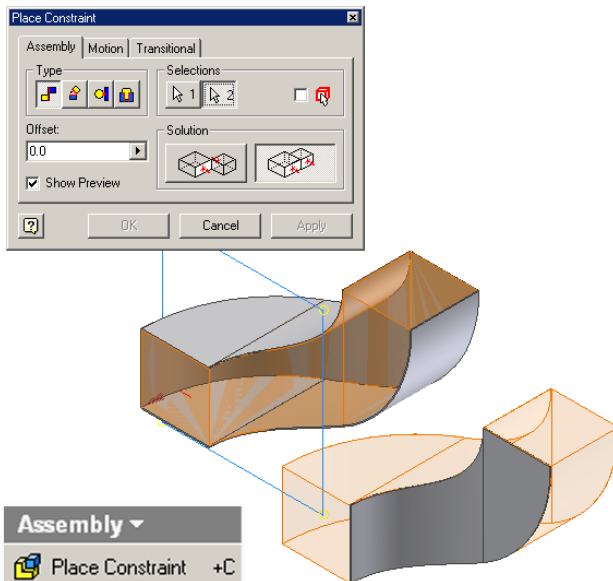 Place Constraint
Assembly Motion Transitional
Type Selections
1 2
Offset: Solution
0.0
Show Preview
? OK Cancel Apply
Assembly
Place Constraint +C